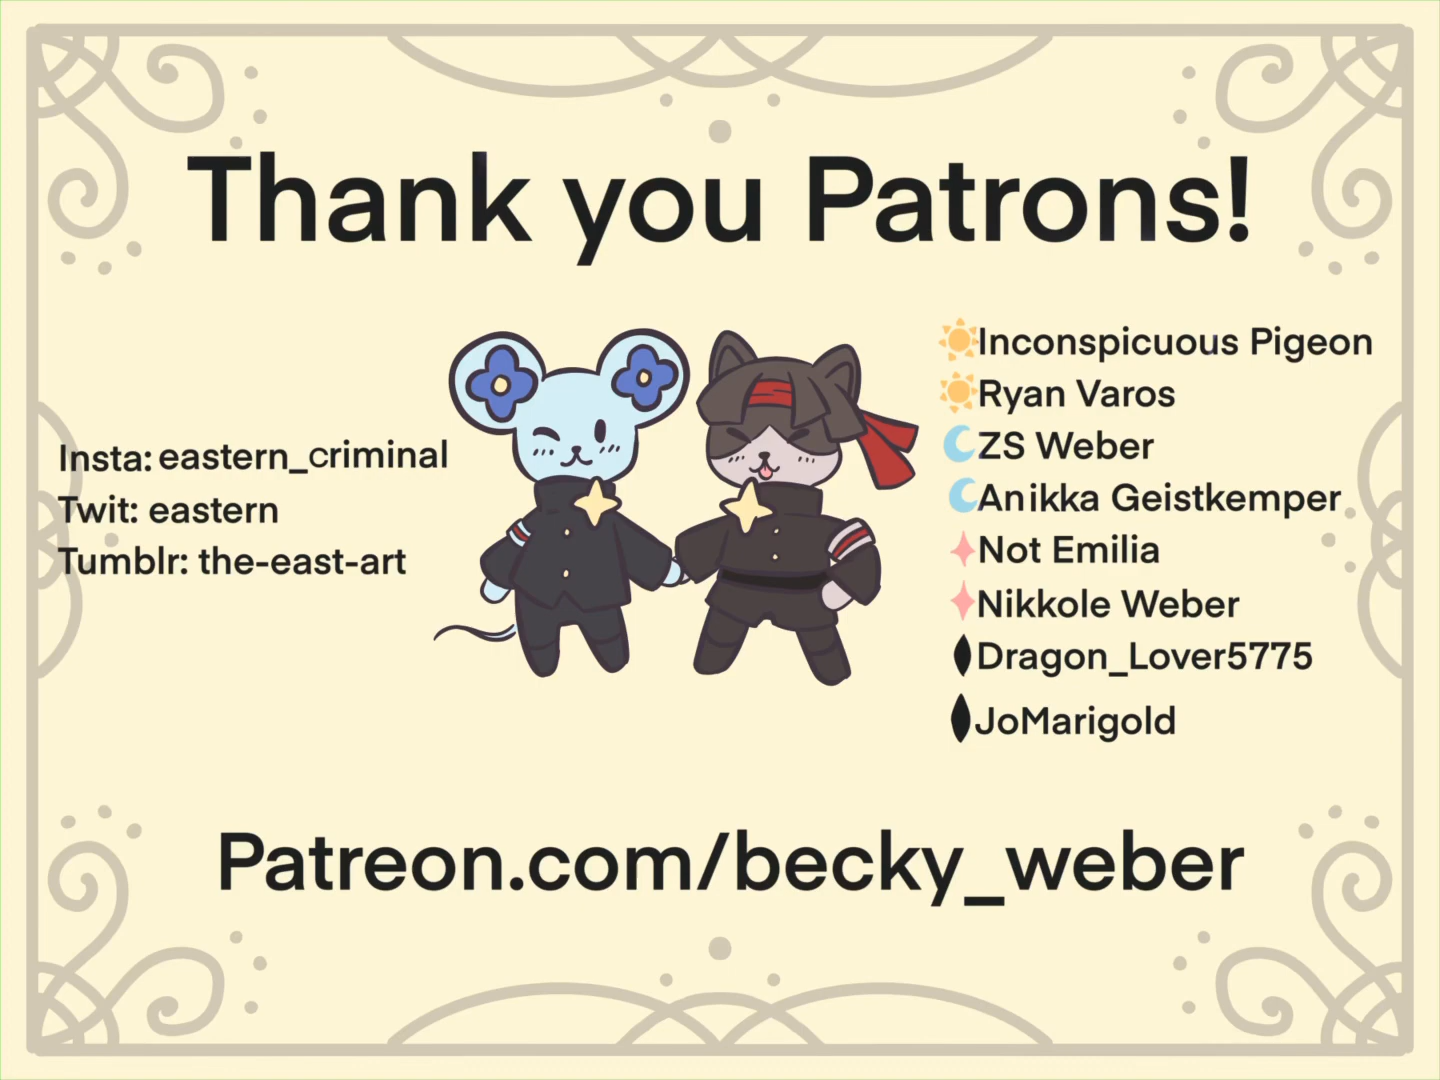 Thank you Patrons!
Insta: eastern_criminal
Twit: eastern
Tumblr: the-east-art
Inconspicuous Pigeon
Ryan Varos
ZS Weber
Anikka Geistkemper
Not Emilia
Nikkole Weber
Dragon_Lover5775
JoMarigold
Patreon.com/becky_weber